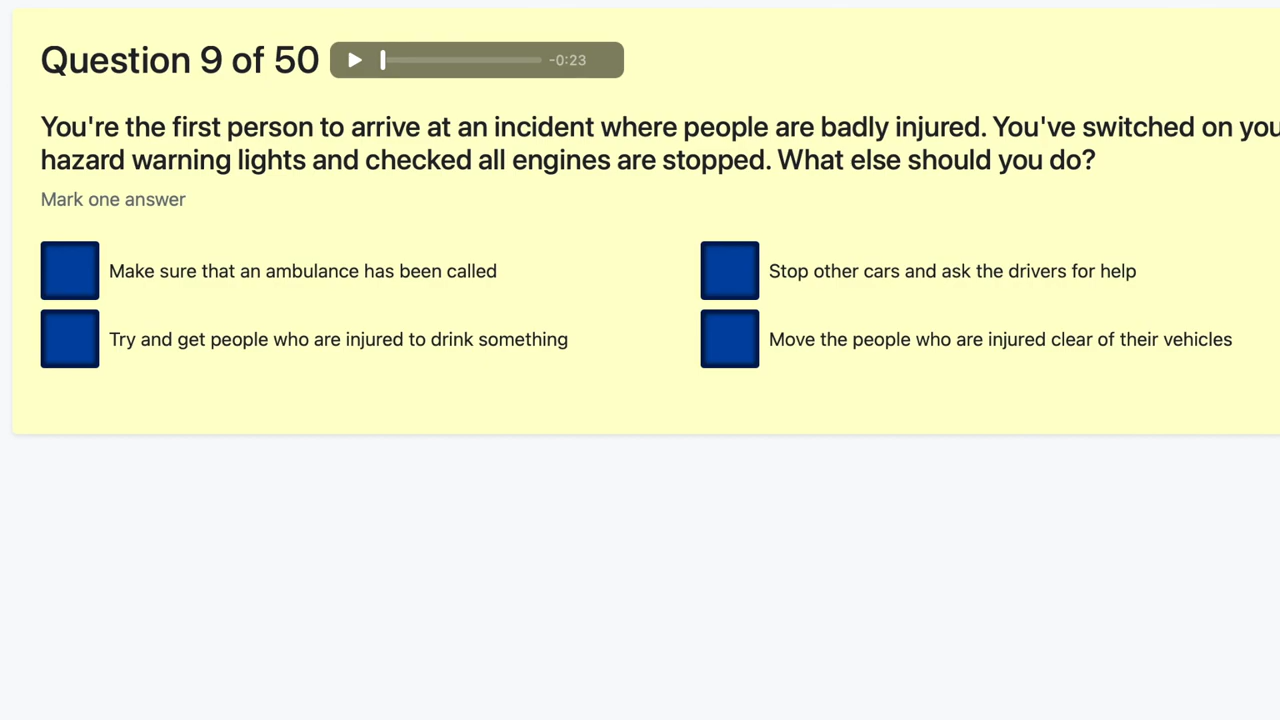 Question 9 of 50
-0:23
You're the first person to arrive at an incident where people are badly injured. You've switched on you
hazard warning lights and checked all engines are stopped. What else should you do?
Mark one answer
Make sure that an ambulance has been called
Stop other cars and ask the drivers for help
Try and get people who are injured to drink something
Move the people who are injured clear of their vehicles